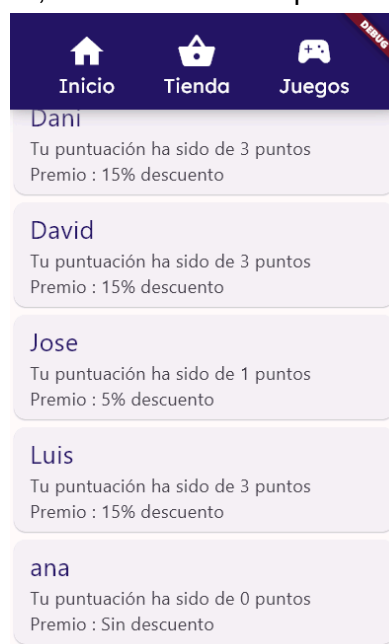 DEBUG
Inicio Tienda Juegos
Dani
Tu puntuación ha sido de 3 puntos
Premio : 15% descuento
David
Tu puntuación ha sido de 3 puntos
Premio : 15% descuento
Jose
Tu puntuación ha sido de 1 puntos
Premio : 5% descuento
Luis
Tu puntuación ha sido de 3 puntos
Premio : 15% descuento
ana
Tu puntuación ha sido de 0 puntos
Premio : Sin descuento